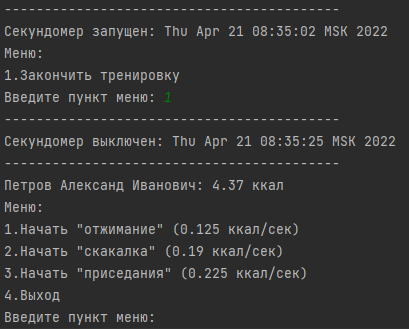 -----------------------------------------
Секундомер запущен: Thu Apr 21 08:35:02 MSK 2022
Меню:
1.Закончить тренировку
Введите пункт меню: 1
-----------------------------------------
Секундомер выключен: Thu Apr 21 08:35:25 MSK 2022
-----------------------------------------
Петров Александ Иванович: 4.37 ккал
Меню:
1.Начать "отжимание" (0.125 ккал/сек)
2.Начать "скакалка" (0.19 ккал/сек)
3.Начать "приседания" (0.225 ккал/сек)
4.Выход
Введите пункт меню: